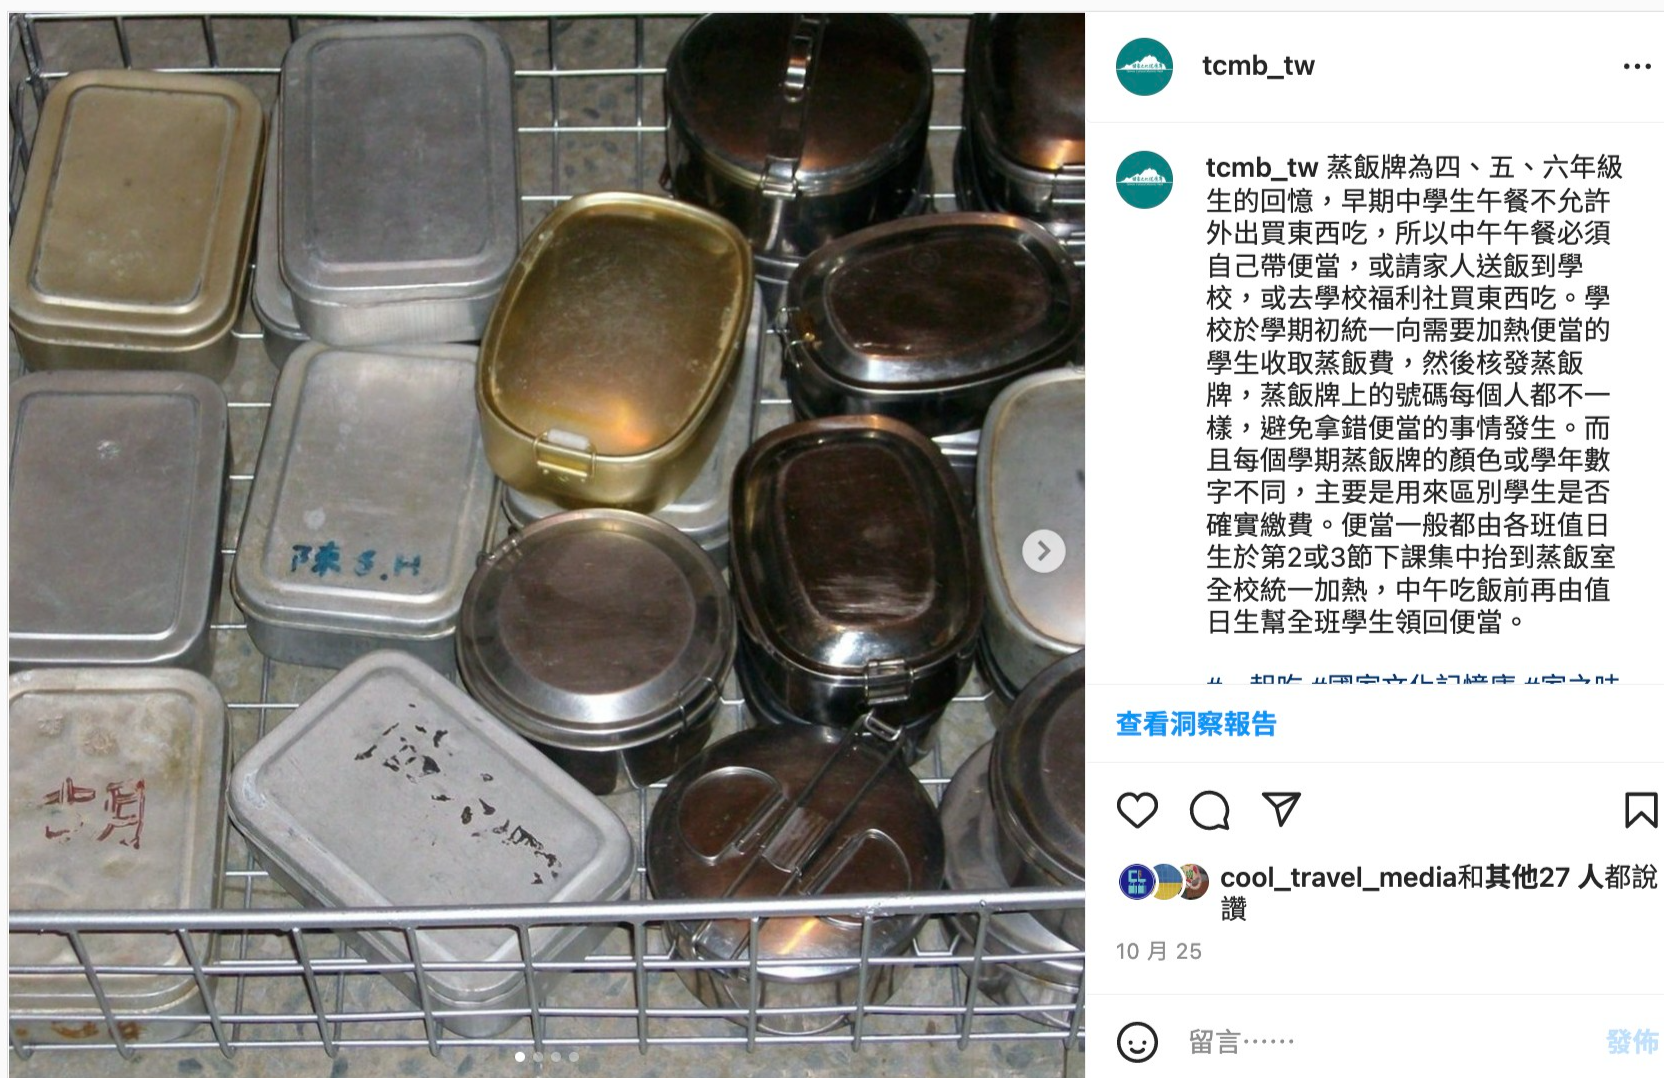 tcmb_tw
tcmb_tw 蒸飯牌為四、五、六年級
生的回憶，早期中學生午餐不允許
外出買東西吃，所以中午午餐必須
自己帶便當，或請家人送飯到學
校，或去學校福利社買東西吃。學
校於學期初統一向需要加熱便當的
學生收取蒸飯費，然後核發蒸飯
牌，蒸飯牌上的號碼每個人都不一
樣，避免拿錯便當的事情發生。而
且每個學期蒸飯牌的顏色或學年數
字不同，主要是用來區別學生是否
確實繳費。便當一般都由各班值日
生於第2或3節下課集中抬到蒸飯室
全校統一加熱，中午吃飯前再由值
日生幫全班學生領回便當。
查看洞察報告
cool_travel_media和其他27 人都說
讚
10 月 25
留言⋯⋯
發佈
陳S.H